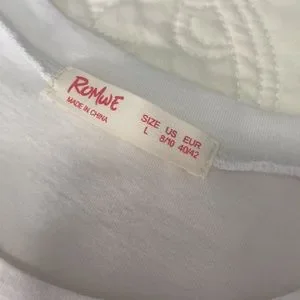 ROMWE
MADE IN CHINA
SIZE US EUR
L 8/10 40/42